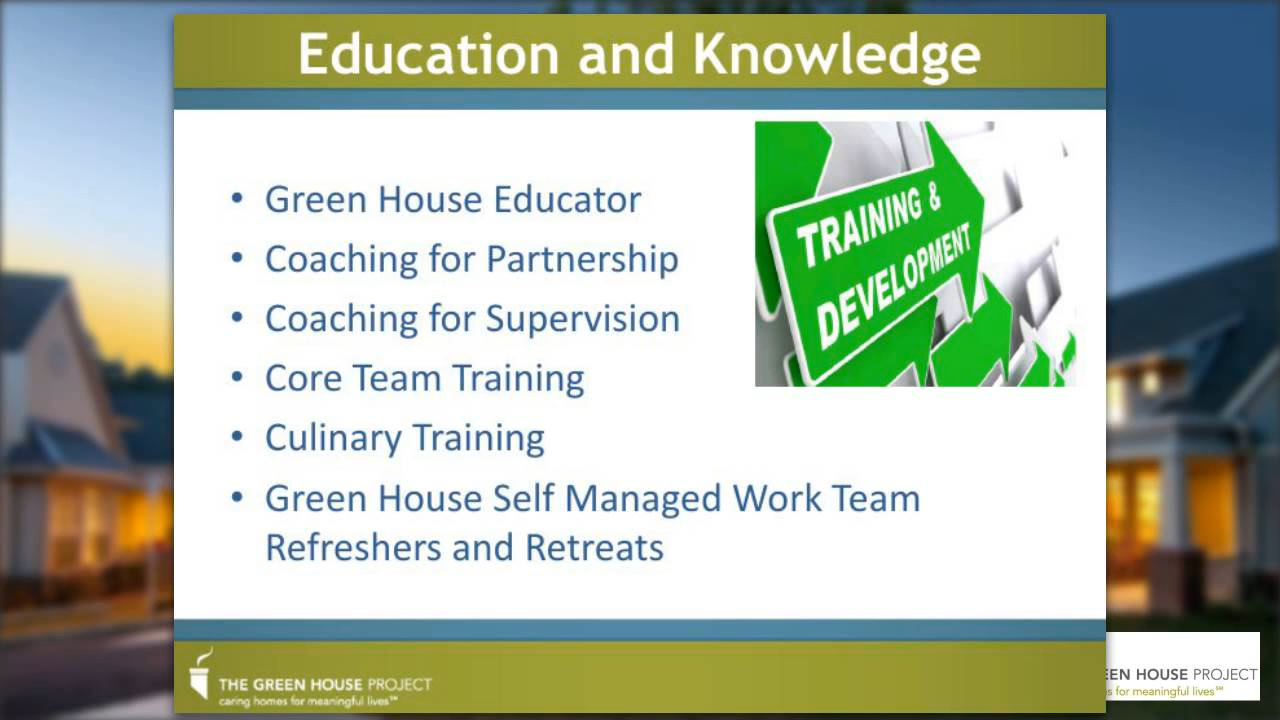 Education and Knowledge
• Green House Educator
• Coaching for Partnership
• Coaching for Supervision
• Core Team Training
• Culinary Training
• Green House Self Managed Work Team
Refreshers and Retreats
TRAINING &
DEVELOPMENT
THE GREEN HOUSE PROJECT
caring homes for meaningful lives℠
EEN HOUSE PROJECT
s for meaningful lives℠